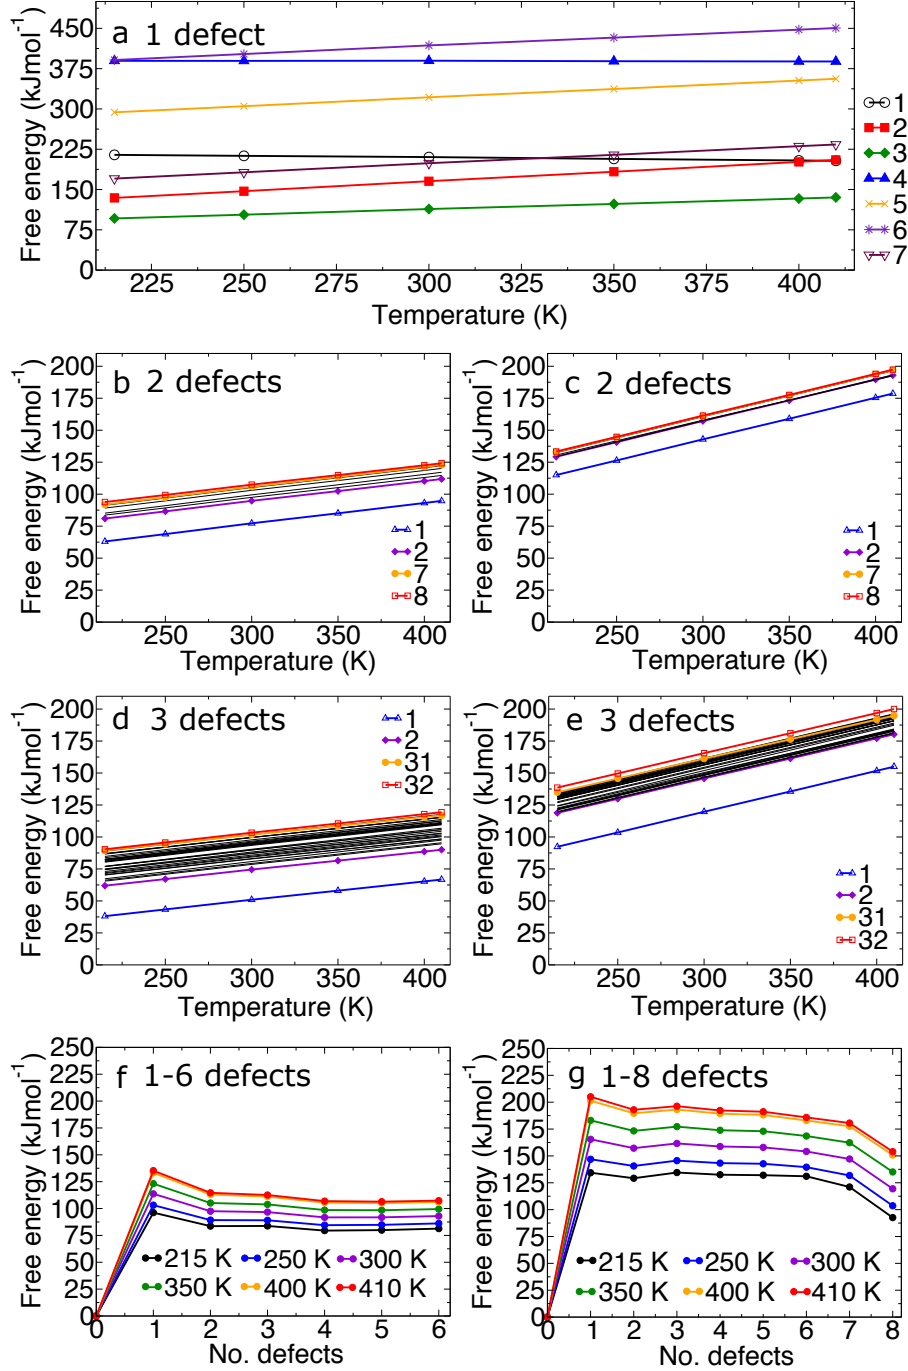 a 1 defect
Free energy (kJmol⁻¹)
450
375
300
225
150
75
0
225 250 275 300 325 350 375 400
Temperature (K)
1
2
3
4
5
6
7
b 2 defects
Free energy (kJmol⁻¹)
200
175
150
125
100
75
50
25
0
250 300 350 400
Temperature (K)
1
2
7
8
c 2 defects
Free energy (kJmol⁻¹)
200
175
150
125
100
75
50
25
0
250 300 350 400
Temperature (K)
1
2
7
8
d 3 defects
Free energy (kJmol⁻¹)
200
175
150
125
100
75
50
25
0
250 300 350 400
Temperature (K)
1
2
31
32
e 3 defects
Free energy (kJmol⁻¹)
200
175
150
125
100
75
50
25
0
250 300 350 400
Temperature (K)
1
2
31
32
f 1-6 defects
Free energy (kJmol⁻¹)
250
225
200
175
150
125
100
75
50
25
0
0 1 2 3 4 5 6
No. defects
215 K 250 K 300 K
350 K 400 K 410 K
g 1-8 defects
Free energy (kJmol⁻¹)
250
225
200
175
150
125
100
75
50
25
0
0 1 2 3 4 5 6 7 8
No. defects
215 K 250 K 300 K
350 K 400 K 410 K